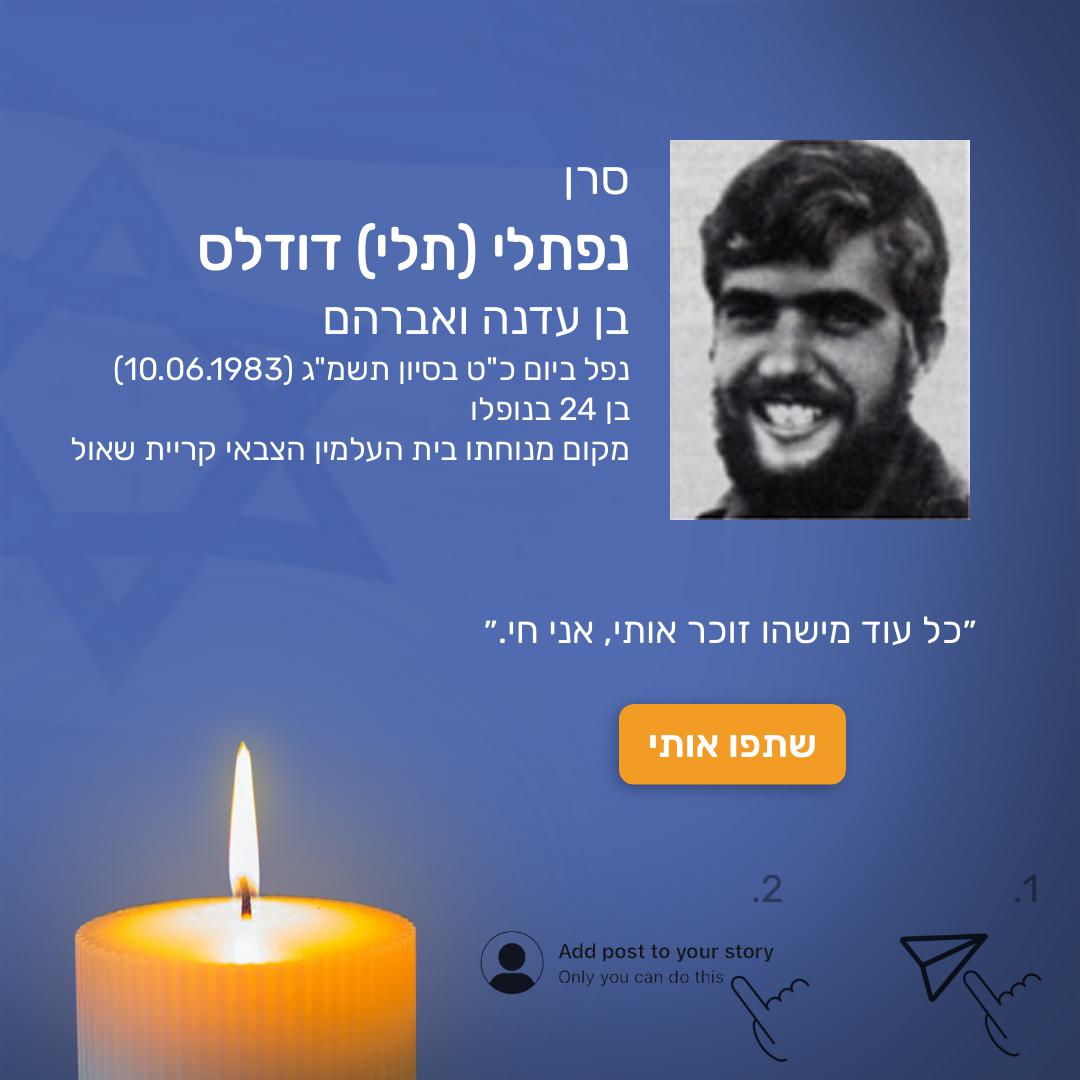 סרן
נפתלי (תלי) דודלס
בן עדנה ואברהם
נפל ביום כ"ט בסיון תשמ"ג (10.06.1983)
בן 24 בנופלו
מקום מנוחתו בית העלמין הצבאי קריית שאול
״כל עוד מישהו זוכר אותי, אני חי.״
שתפו אותי
1.
2.
Add post to your story
Only you can do this